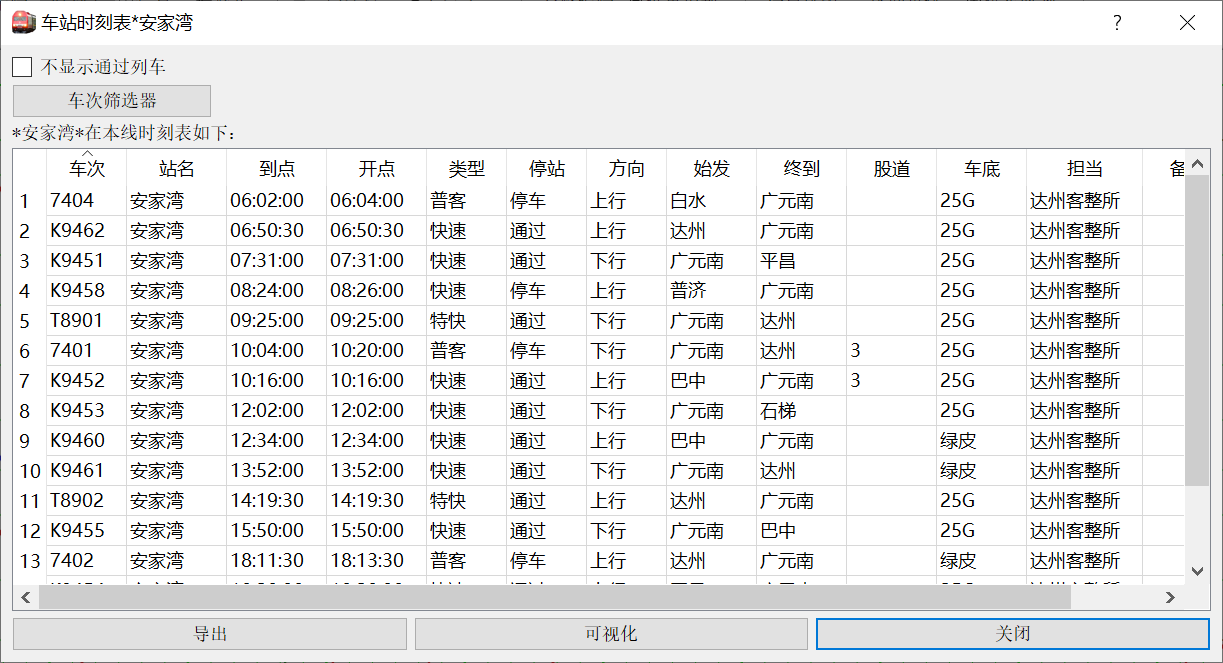 车站时刻表*安家湾
不显示通过列车
车次筛选器
*安家湾*在本线时刻表如下：
车次 站名 到点 开点 类型 停站 方向 始发 终到 股道 车底 担当
1 7404 安家湾 06:02:00 06:04:00 普客 停车 上行 白水 广元南 25G 达州客整所
2 K9462 安家湾 06:50:30 06:50:30 快速 通过 上行 达州 广元南 25G 达州客整所
3 K9451 安家湾 07:31:00 07:31:00 快速 通过 下行 广元南 平昌 25G 达州客整所
4 K9458 安家湾 08:24:00 08:26:00 快速 停车 上行 普济 广元南 25G 达州客整所
5 T8901 安家湾 09:25:00 09:25:00 特快 通过 下行 广元南 达州 25G 达州客整所
6 7401 安家湾 10:04:00 10:20:00 普客 停车 下行 广元南 达州 3 25G 达州客整所
7 K9452 安家湾 10:16:00 10:16:00 快速 通过 上行 巴中 广元南 3 25G 达州客整所
8 K9453 安家湾 12:02:00 12:02:00 快速 通过 下行 广元南 石梯 25G 达州客整所
9 K9460 安家湾 12:34:00 12:34:00 快速 通过 上行 巴中 广元南 绿皮 达州客整所
10 K9461 安家湾 13:52:00 13:52:00 快速 通过 下行 广元南 达州 绿皮 达州客整所
11 T8902 安家湾 14:19:30 14:19:30 特快 通过 上行 达州 广元南 25G 达州客整所
12 K9455 安家湾 15:50:00 15:50:00 快速 通过 下行 广元南 巴中 25G 达州客整所
13 7402 安家湾 18:11:30 18:13:30 普客 停车 上行 达州 广元南 绿皮 达州客整所
导出 可视化 关闭